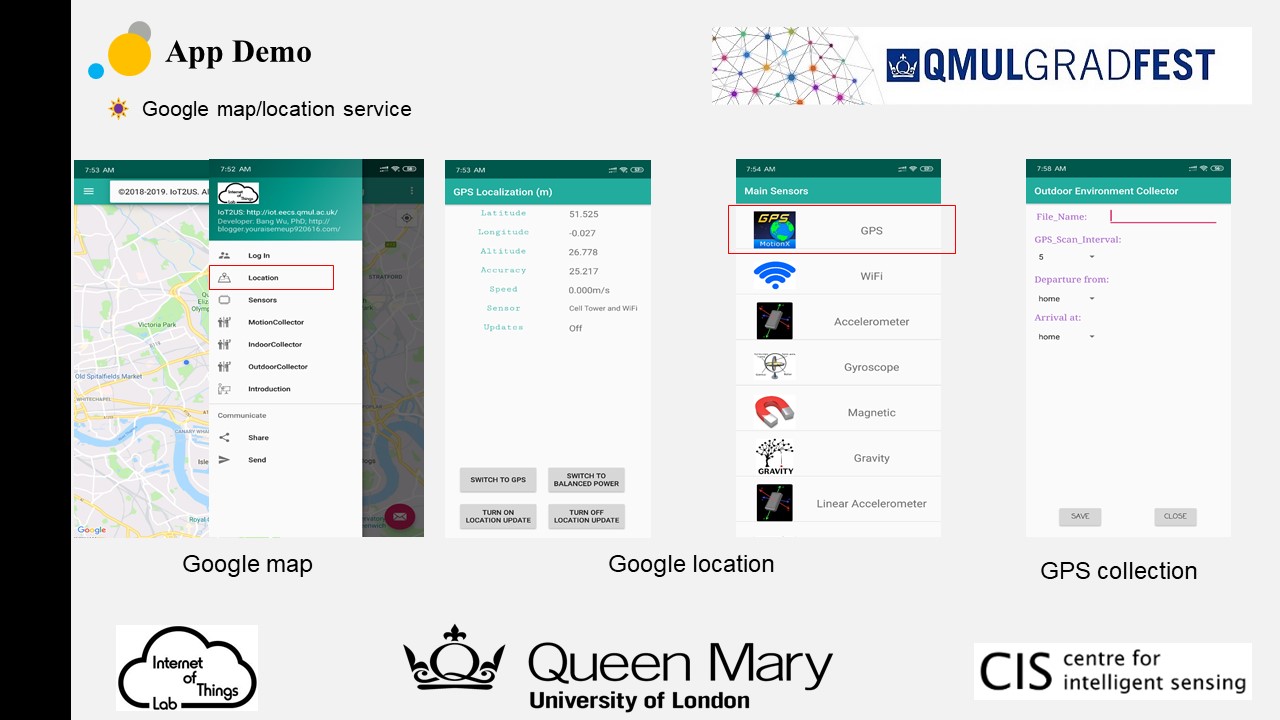 App Demo
QMULGRADFEST
Google map/location service
7:53 AM
©2018-2019. IoT2US. Al
Victoria Park
Old Spitalfields Market
WHITECHAPEL
CANARY WHA
Isle
Royal O
Google
7:52 AM
Internet
of
Things
Lab
IoT2US: http://iot.eecs.qmul.ac.uk/
Developer: Bang Wu, PhD, http://
blogger.youraisemeup920616.com/
Log In
Location
Sensors
MotionCollector
IndoorCollector
OutdoorCollector
Introduction
Communicate
Share
Send
STRATFORD
7:53 AM
GPS Localization (m)
Latitude 51.525
Longitude -0.027
Altitude 26.778
Accuracy 25.217
Speed 0.000m/s
Sensor Cell Tower and WiFi
Updates Off
SWITCH TO GPS
SWITCH TO
BALANCED POWER
TURN ON
LOCATION UPDATE
TURN OFF
LOCATION UPDATE
7:54 AM
Main Sensors
GPS
MotionX
GPS
WiFi
Accelerometer
Gyroscope
Magnetic
GRAVITY
Gravity
Linear Accelerometer
7:58 AM
Outdoor Environment Collector
File_Name:
GPS_Scan_Interval:
5
Departure from:
home
Arrival at:
home
SAVE
CLOSE
Google map
Google location
GPS collection
Internet
of
Things
Lab
Queen Mary
University of London
CIS centre for
intelligent sensing